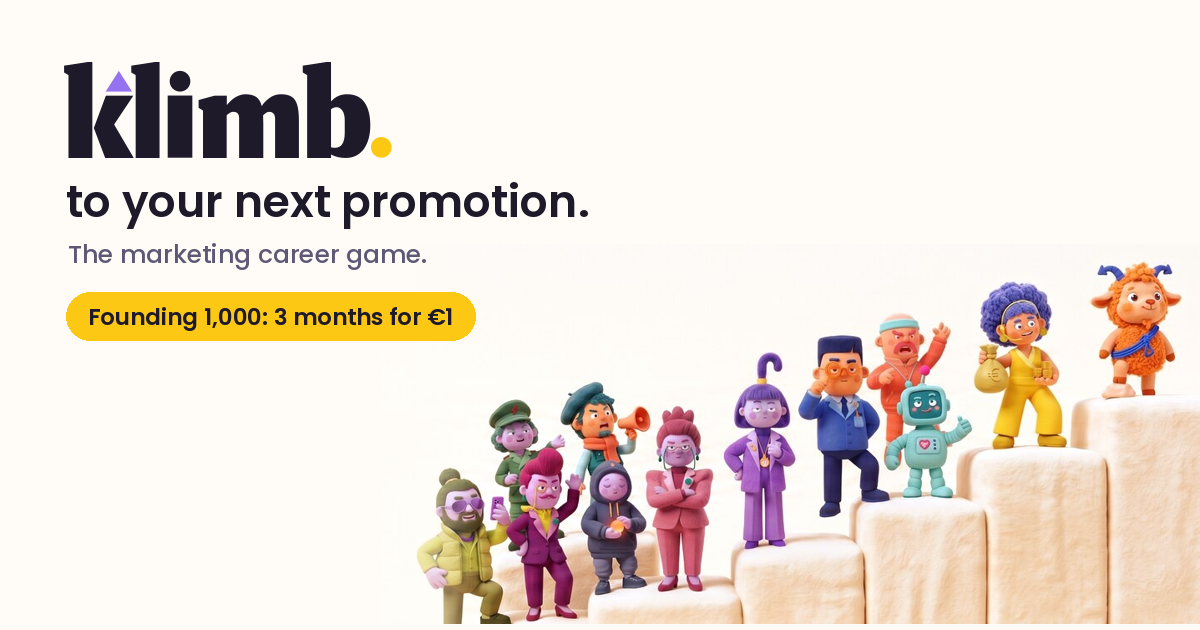 klimb.
to your next promotion.
The marketing career game.
Founding 1,000: 3 months for €1